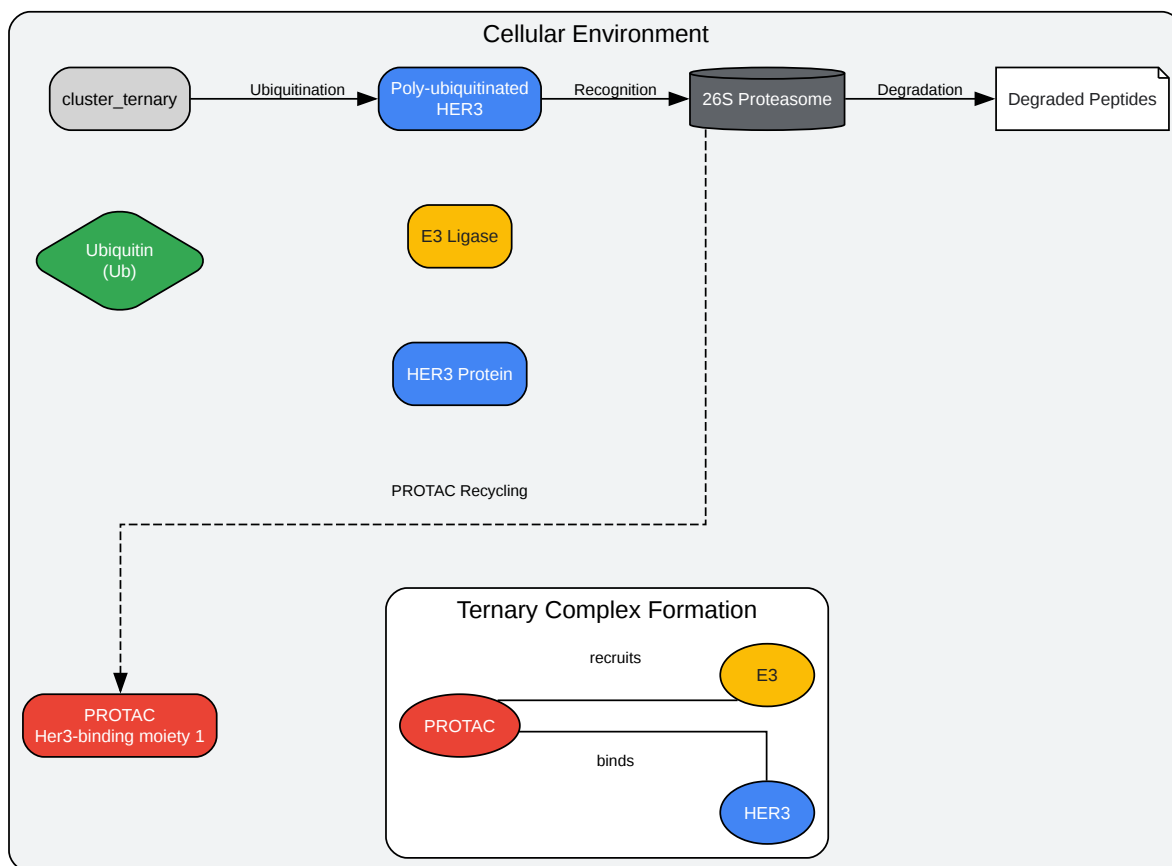 Cellular Environment
cluster_ternary
Ubiquitination
Poly-ubiquitinated
HER3
Recognition
26S Proteasome
Degradation
Degraded Peptides
Ubiquitin
(Ub)
E3 Ligase
HER3 Protein
PROTAC Recycling
PROTAC
Her3-binding moiety 1
Ternary Complex Formation
recruits
E3
PROTAC
binds
HER3